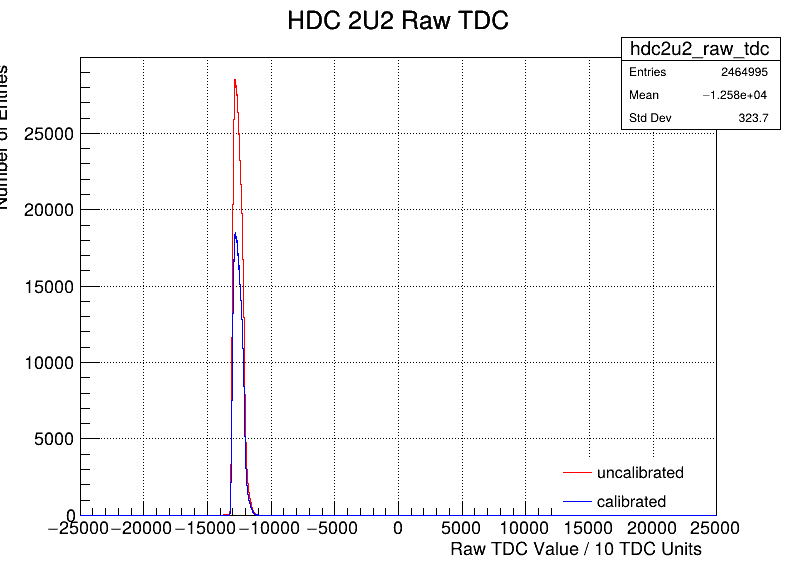 HDC 2U2 Raw TDC
hdc2u2_raw_tdc
Entries 2464995
Mean −1.258e+04
Std Dev 323.7
Number of Entries
25000
20000
15000
10000
5000
0
−25000 −20000 −15000 −10000 −5000 0 5000 10000 15000 20000 25000
uncalibrated
calibrated
Raw TDC Value / 10 TDC Units